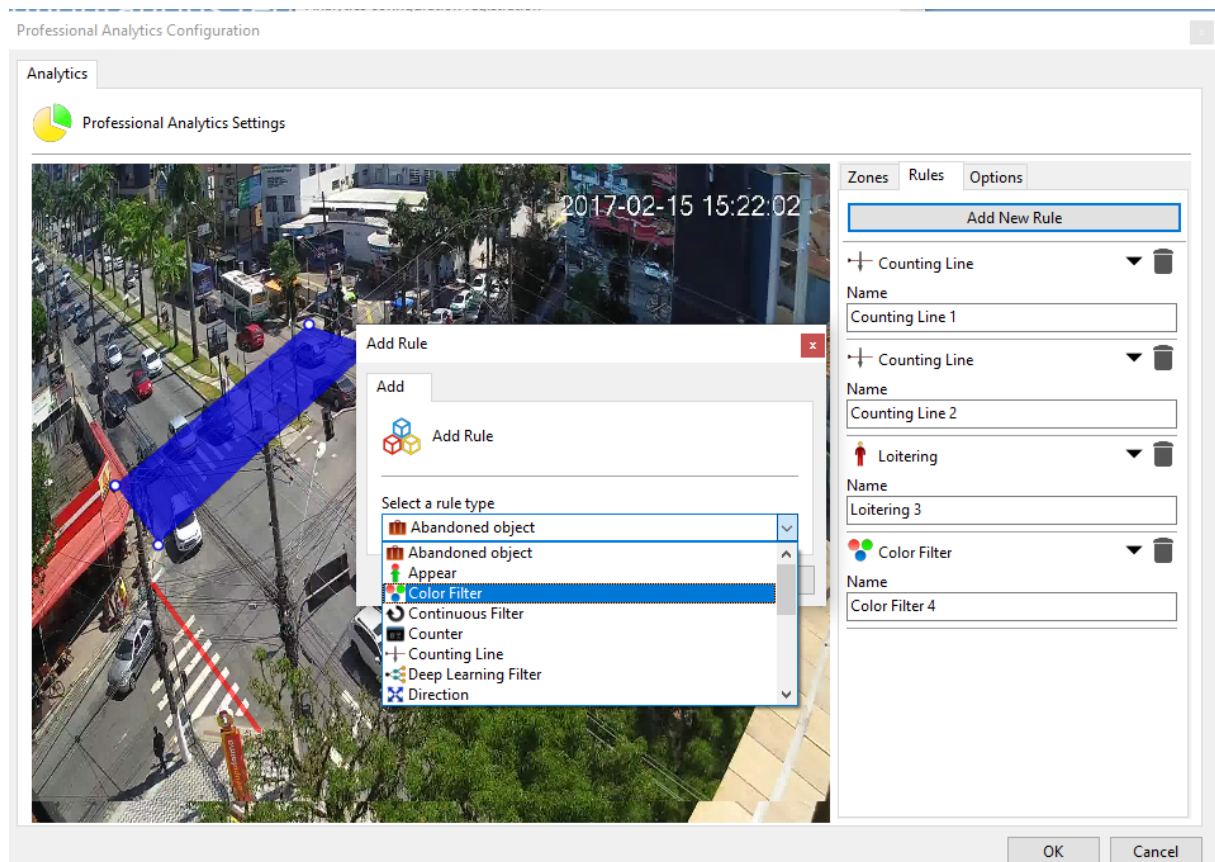 Professional Analytics Configuration
Analytics
Professional Analytics Settings
2017-02-15 15:22:02
Zones Rules Options
Add New Rule
Counting Line
Name
Counting Line 1
Counting Line
Name
Counting Line 2
Loitering
Name
Loitering 3
Color Filter
Name
Color Filter 4
Add Rule
x
Add
Add Rule
Select a rule type
Abandoned object
Abandoned object
Appear
Color Filter
Continuous Filter
Counter
Counting Line
Deep Learning Filter
Direction
OK Cancel